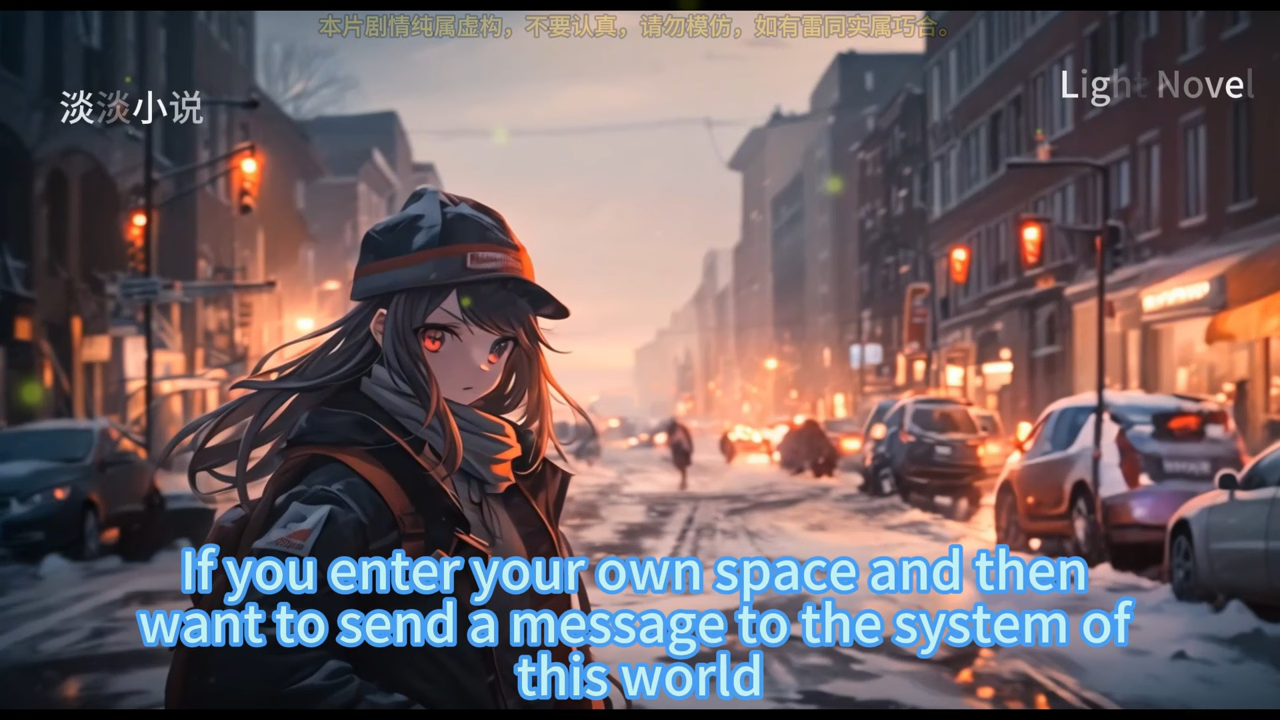 本片剧情纯属虚构，不要认真，请勿模仿，如有雷同实属巧合。
淡淡小说
Light Novel
If you enter your own space and then
want to send a message to the system of
this world